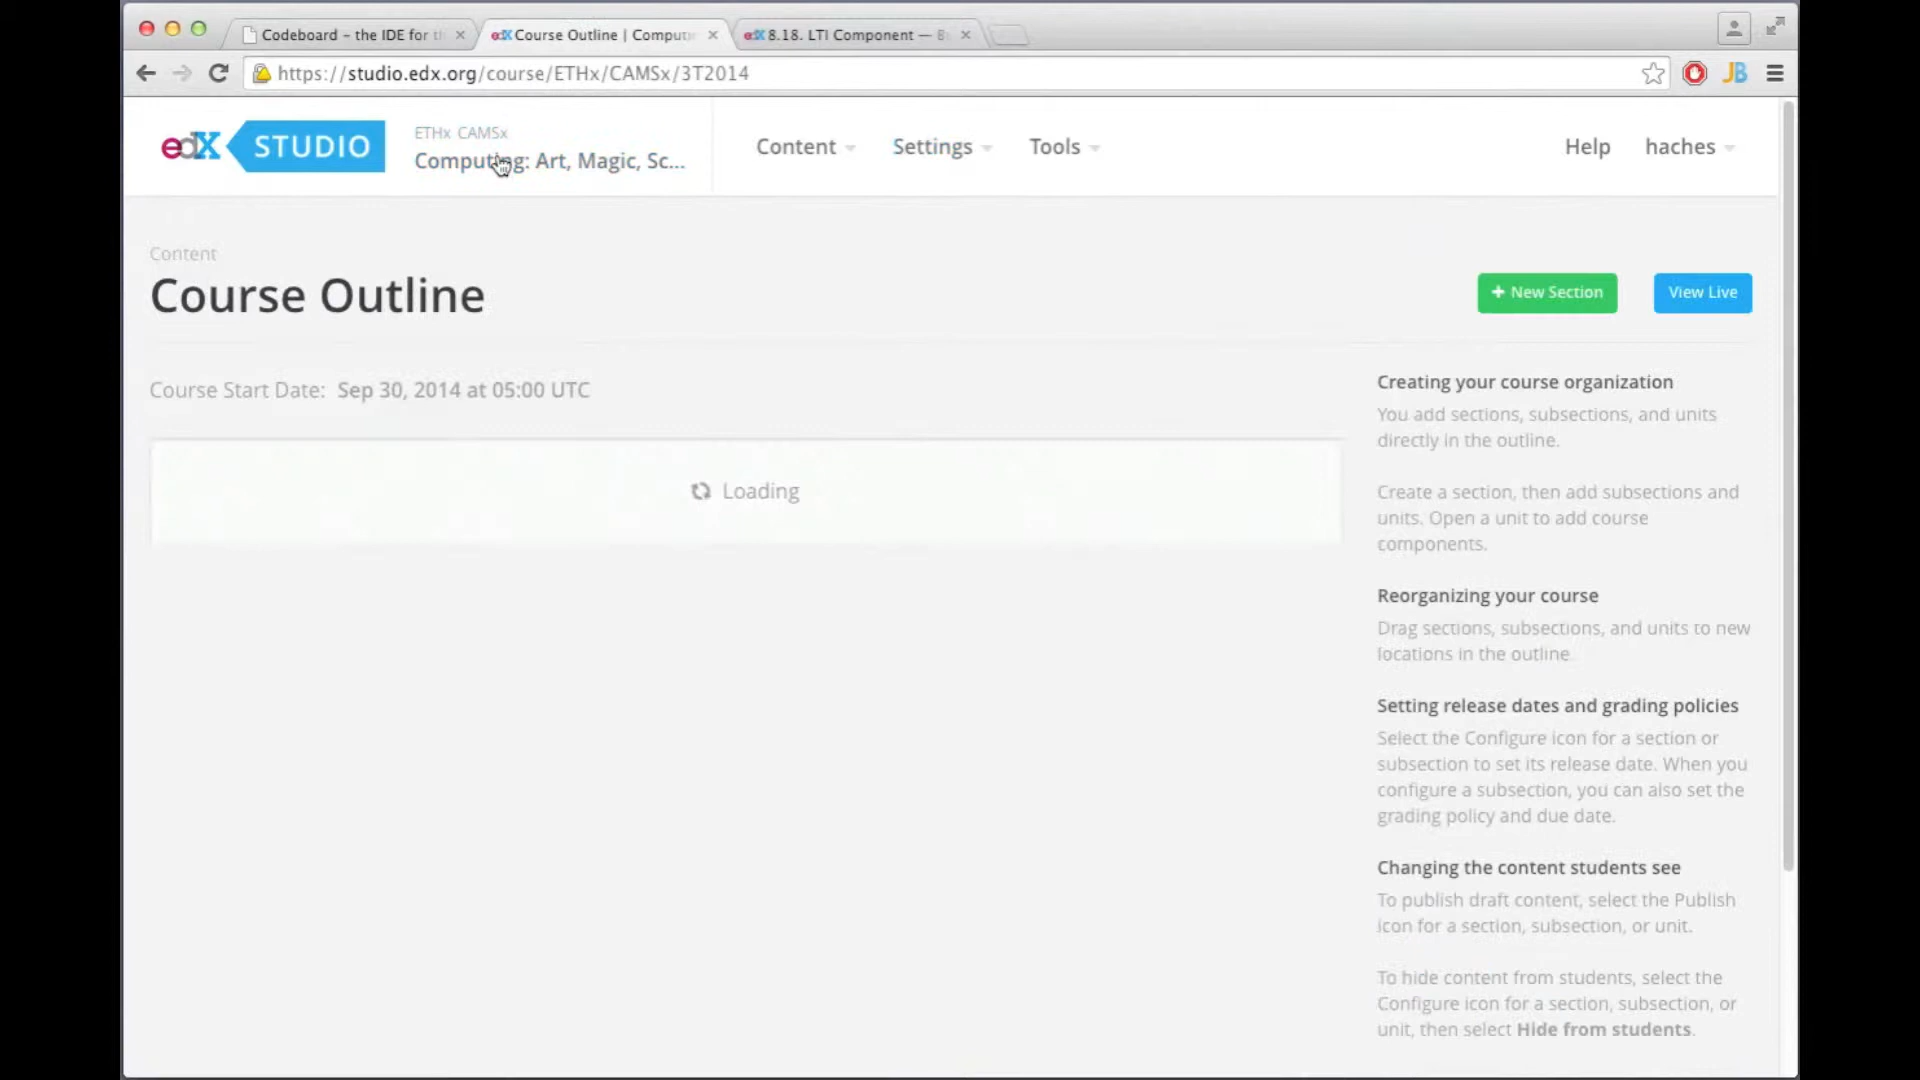 Codeboard – the IDE for th
edX Course Outline | Comput
edX 8.18. LTI Component — B
https://studio.edx.org/course/ETHx/CAMSx/3T2014
JB
edX STUDIO
ETHx CAMSx
Computing: Art, Magic, Sc...
Content
Settings
Tools
Help
haches
Content
Course Outline
+ New Section
View Live
Course Start Date: Sep 30, 2014 at 05:00 UTC
Loading
Creating your course organization
You add sections, subsections, and units
directly in the outline.
Create a section, then add subsections and
units. Open a unit to add course
components.
Reorganizing your course
Drag sections, subsections, and units to new
locations in the outline.
Setting release dates and grading policies
Select the Configure icon for a section or
subsection to set its release date. When you
configure a subsection, you can also set the
grading policy and due date.
Changing the content students see
To publish draft content, select the Publish
icon for a section, subsection, or unit.
To hide content from students, select the
Configure icon for a section, subsection, or
unit, then select Hide from students.